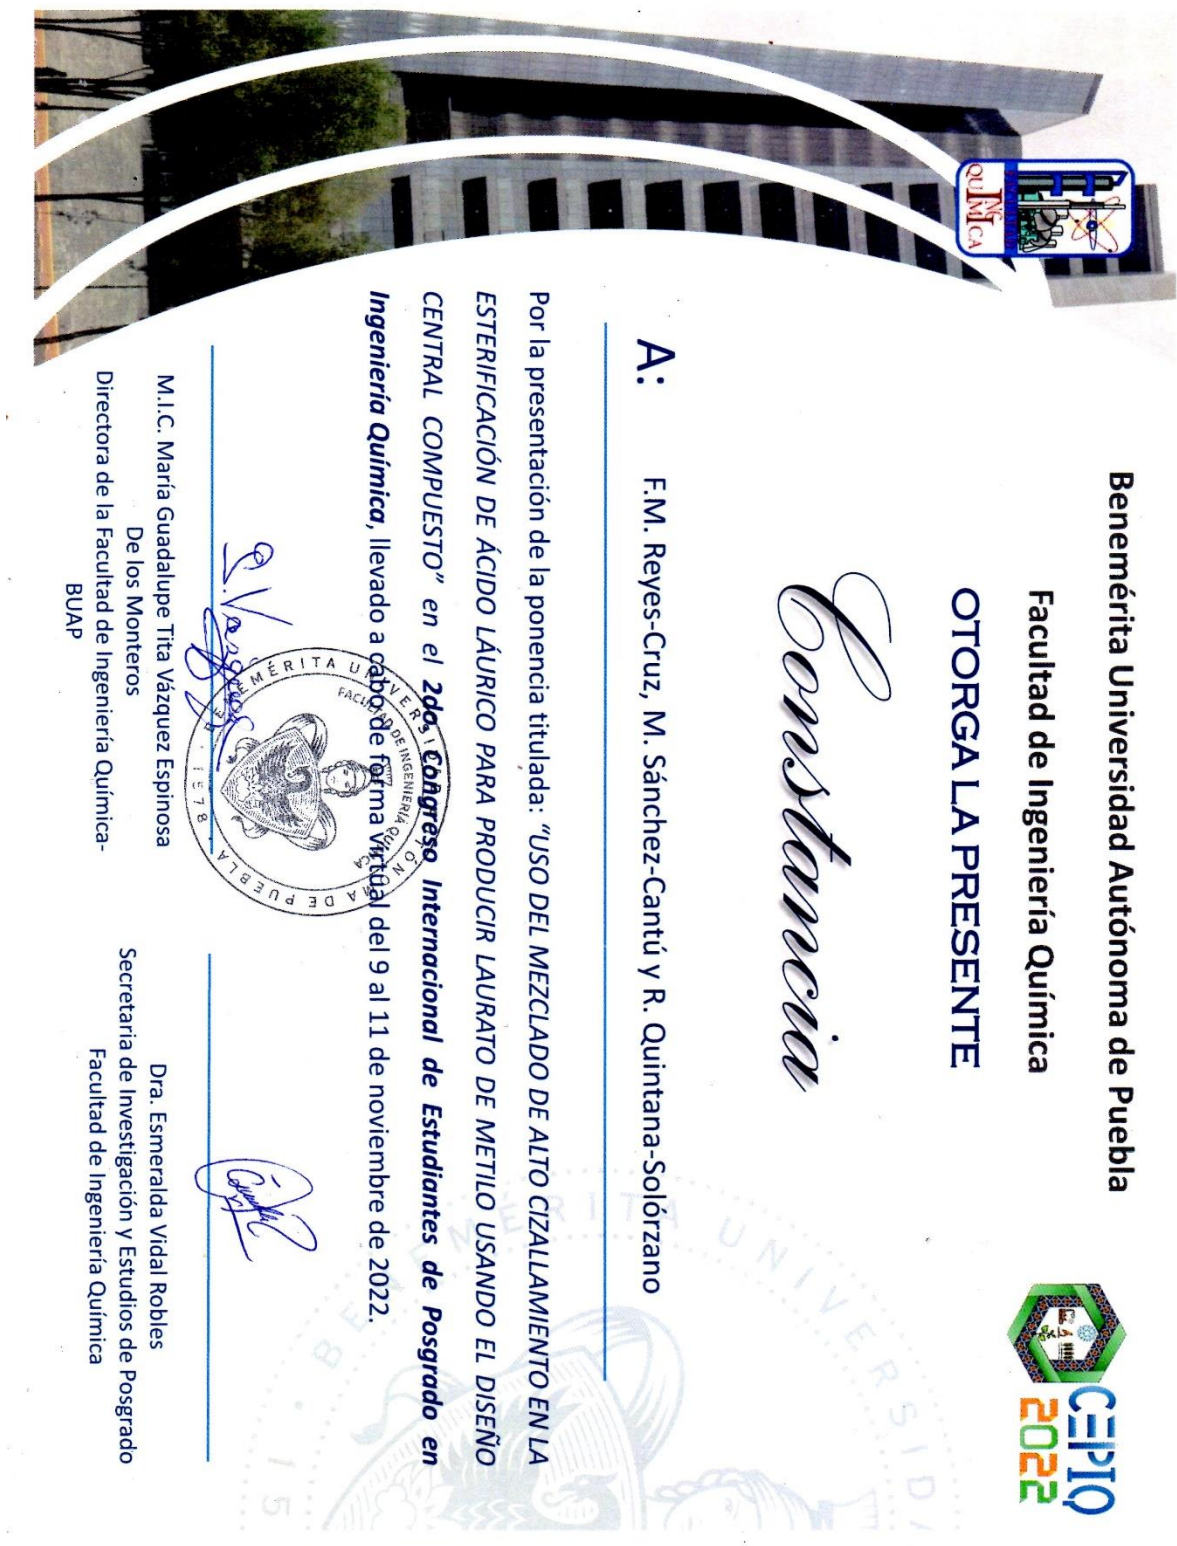 Benemérita Universidad Autónoma de Puebla
Facultad de Ingeniería Química
OTORGA LA PRESENTE
Constancia
INGENIERÍA
QUÍMICA
CEPIQ
2022
A: F.M. Reyes-Cruz, M. Sánchez-Cantú y R. Quintana-Solórzano
Por la presentación de la ponencia titulada: "USO DEL MEZCLADO DE ALTO CIZALLAMIENTO EN LA
ESTERIFICACIÓN DE ÁCIDO LÁURICO PARA PRODUCIR LAURATO DE METILO USANDO EL DISEÑO
CENTRAL COMPUESTO" en el 2do. Congreso Internacional de Estudiantes de Posgrado en
Ingeniería Química, llevado a cabo de forma virtual del 9 al 11 de noviembre de 2022.
BENEMÉRITA UNIVERSIDAD AUTÓNOMA DE PUEBLA
FACULTAD DE INGENIERÍA QUÍMICA
1578
M.I.C. María Guadalupe Tita Vázquez Espinosa
De los Monteros
Directora de la Facultad de Ingeniería Química-
BUAP
Dra. Esmeralda Vidal Robles
Secretaria de Investigación y Estudios de Posgrado
Facultad de Ingeniería Química
BENEMÉRITA UNIVERSIDA
15